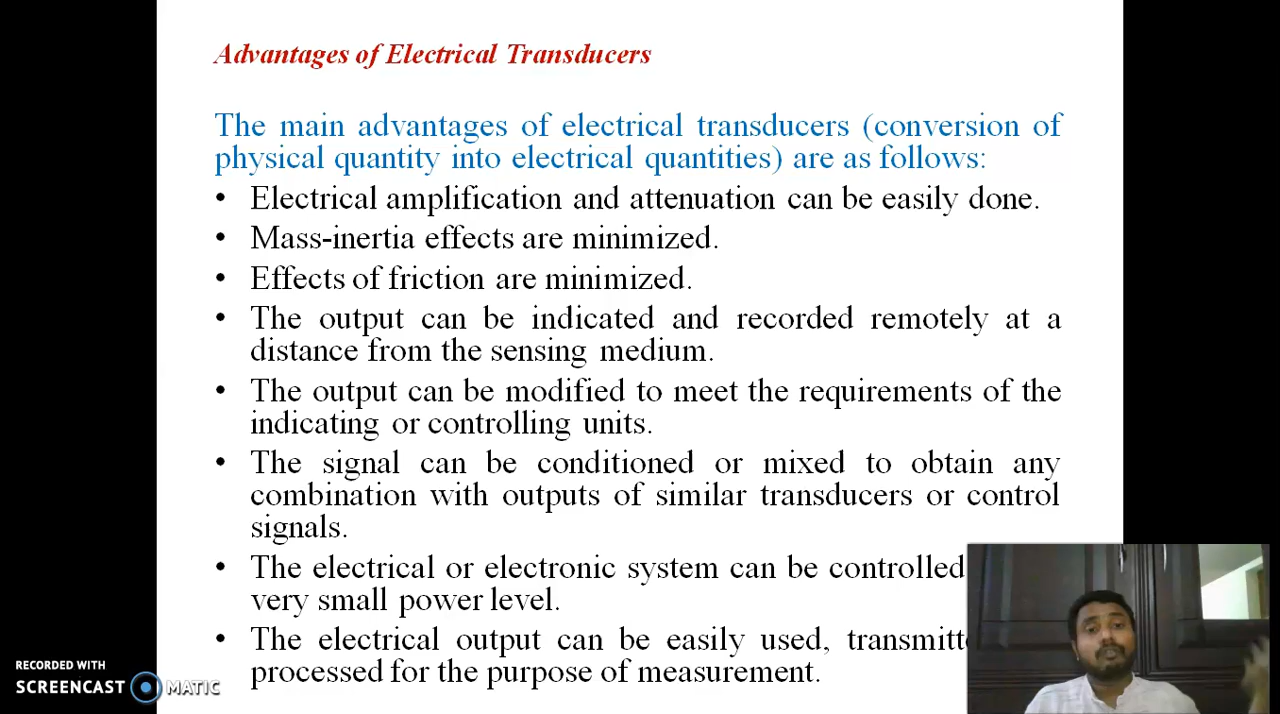 Advantages of Electrical Transducers
The main advantages of electrical transducers (conversion of
physical quantity into electrical quantities) are as follows:
• Electrical amplification and attenuation can be easily done.
• Mass-inertia effects are minimized.
• Effects of friction are minimized.
• The output can be indicated and recorded remotely at a
distance from the sensing medium.
• The output can be modified to meet the requirements of the
indicating or controlling units.
• The signal can be conditioned or mixed to obtain any
combination with outputs of similar transducers or control
signals.
• The electrical or electronic system can be controlled
very small power level.
• The electrical output can be easily used,
processed for the purpose of measurement.
RECORDED WITH
SCREENCAST MATIC